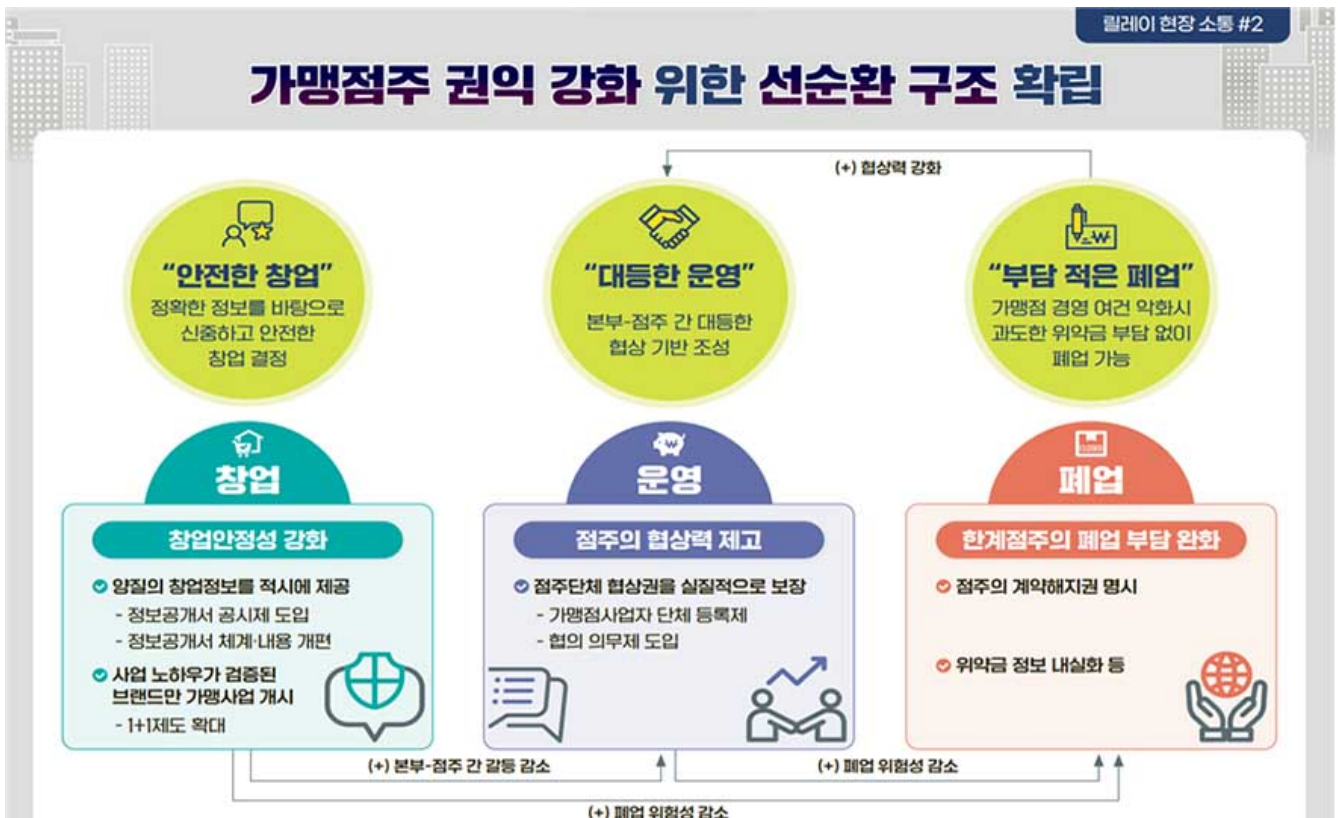 릴레이 현장 소통 #2
가맹점주 권익 강화 위한 선순환 구조 확립
(+) 협상력 강화
“안전한 창업”
정확한 정보를 바탕으로
신중하고 안전한
창업 결정
“대등한 운영”
본부-점주 간 대등한
협상 기반 조성
“부담 적은 폐업”
가맹점 경영 여건 악화시
과도한 위약금 부담 없이
폐업 가능
창업
창업안정성 강화
양질의 창업정보를 적시에 제공
- 정보공개서 공시제 도입
- 정보공개서 체계·내용 개편
사업 노하우가 검증된
브랜드만 가맹사업 개시
- 1+1제도 확대
운영
점주의 협상력 제고
점주단체 협상권을 실질적으로 보장
- 가맹점사업자 단체 등록제
- 협의 의무제 도입
폐업
한계점주의 폐업 부담 완화
점주의 계약해지권 명시
위약금 정보 내실화 등
(+) 본부-점주 간 갈등 감소
(+) 폐업 위험성 감소
(+) 폐업 위험성 감소